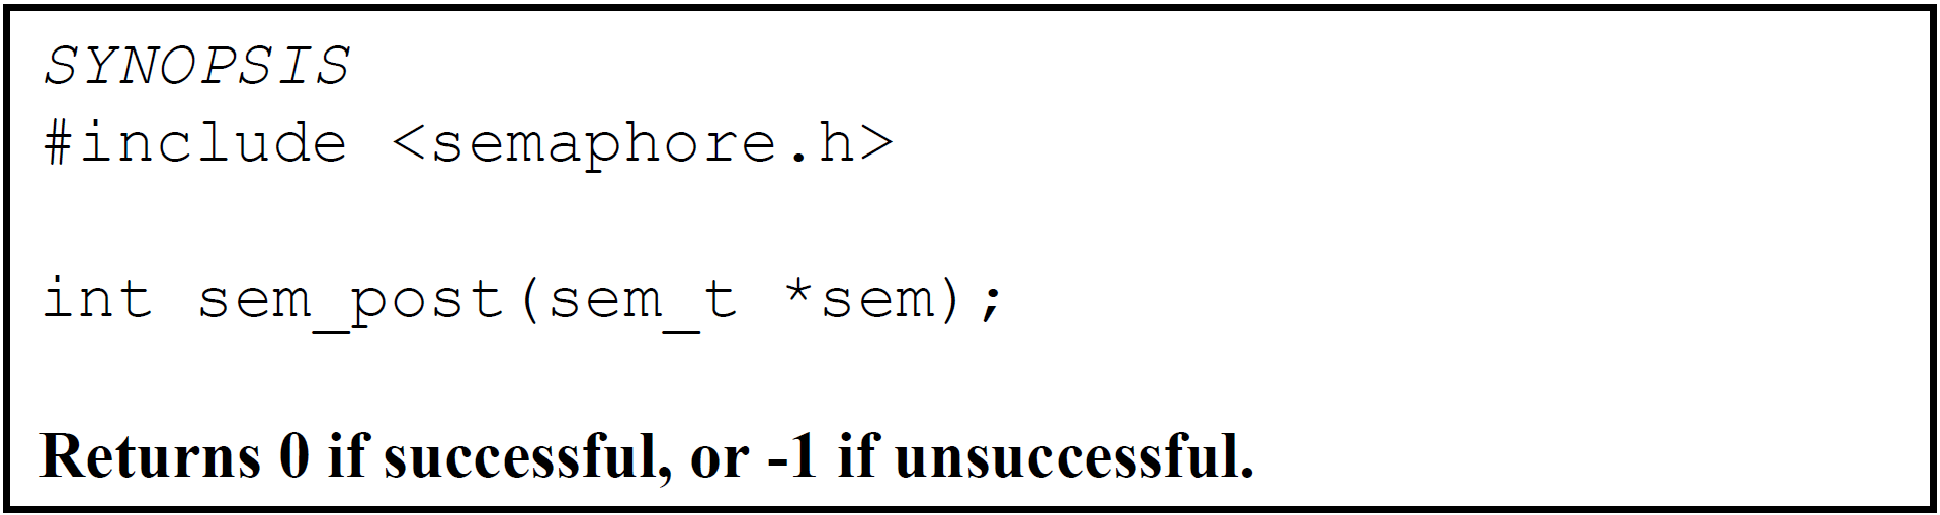 SYNOPSIS
#include <semaphore.h>
int sem_post(sem_t *sem);
Returns 0 if successful, or -1 if unsuccessful.